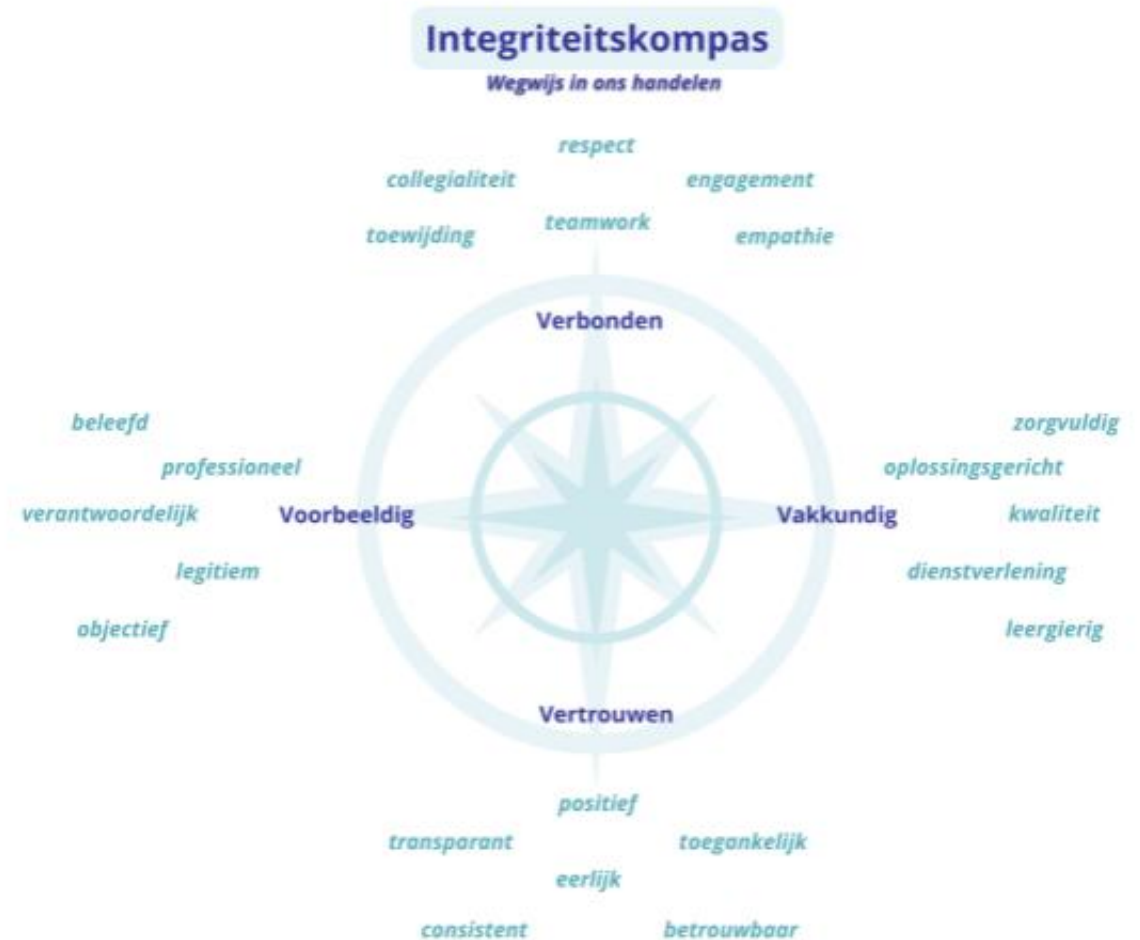 Integriteitskompas
Wegwijs in ons handelen
respect
collegialiteit engagement
teamwork
toewijding empathie
Verbonden
beleefd zorgvuldig
professioneel oplossingsgericht
verantwoordelijk Voorbeeldig Vakkundig kwaliteit
legitiem dienstverlening
objectief leergierig
Vertrouwen
positief
transparant toegankelijk
eerlijk
consistent betrouwbaar